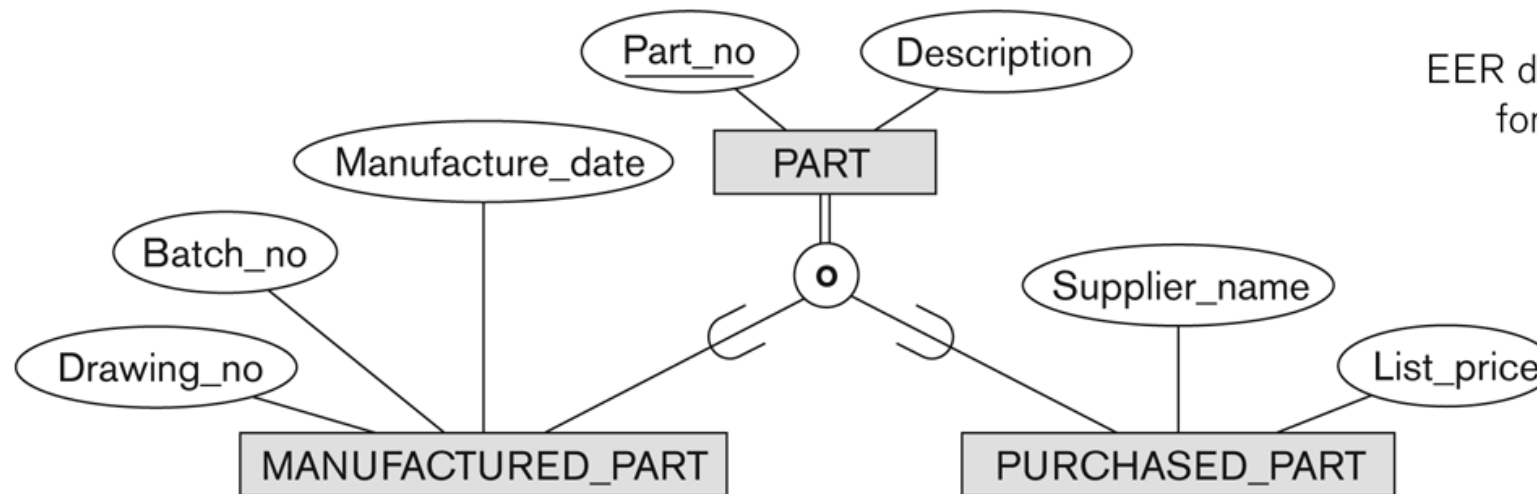 Part_no
Description
EER d
for
Manufacture_date
PART
Batch_no
o
Supplier_name
Drawing_no
List_price
MANUFACTURED_PART
PURCHASED_PART